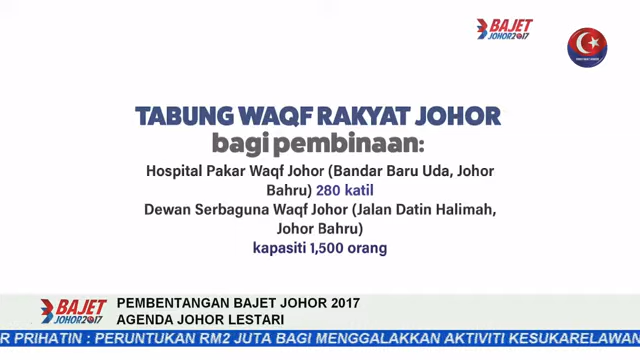 BAJET
JOHOR2017
TABUNG WAQF RAKYAT JOHOR
bagi pembinaan:
Hospital Pakar Waqf Johor (Bandar Baru Uda, Johor
Bahru) 280 katil
Dewan Serbaguna Waqf Johor (Jalan Datin Halimah,
Johor Bahru)
kapasiti 1,500 orang
BAJET
JOHOR2017
PEMBENTANGAN BAJET JOHOR 2017
AGENDA JOHOR LESTARI
R PRIHATIN : PERUNTUKAN RM2 JUTA BAGI MENGGALAKKAN AKTIVITI KESUKARELAWAN